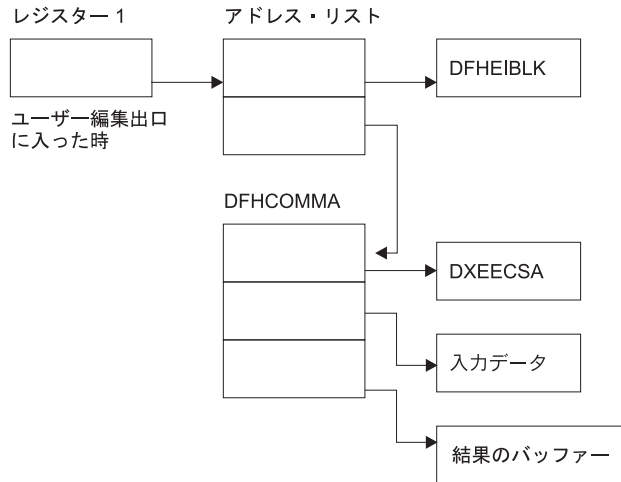 レジスター 1
アドレス・リスト
DFHEIBLK
ユーザー編集出口
に入った時
DFHCOMMA
DXEECSA
入力データ
結果のバッファー